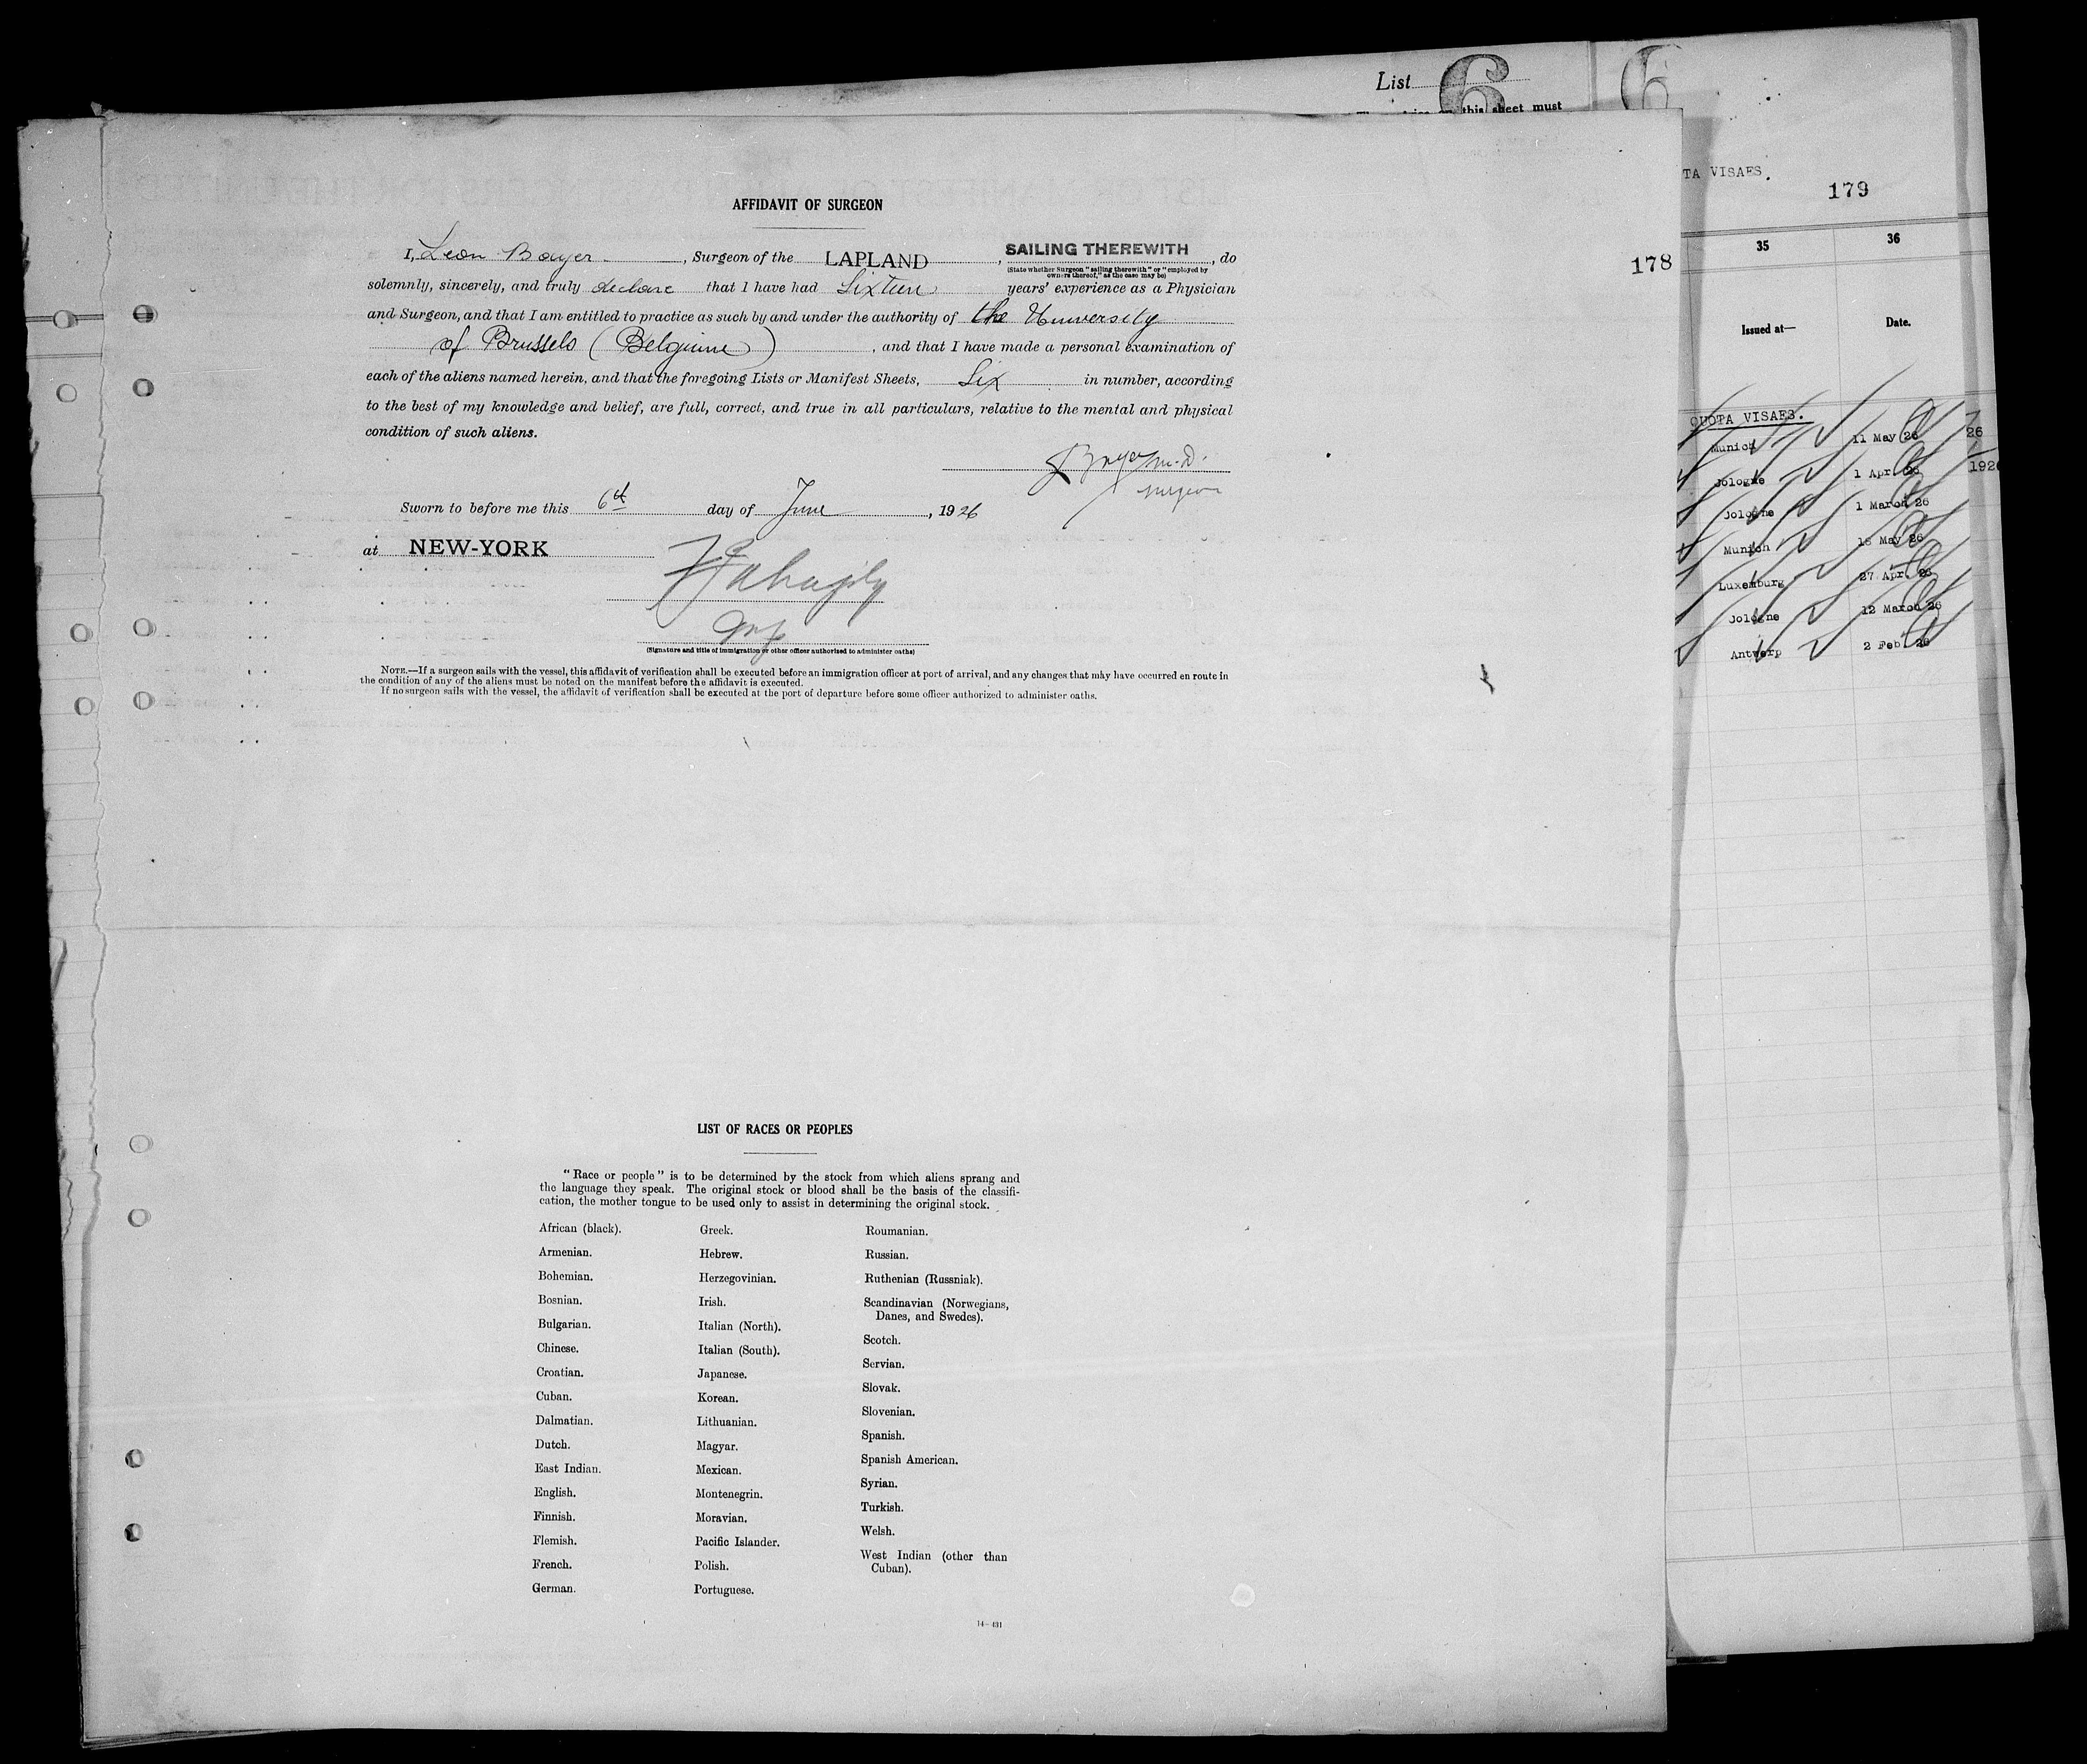 List 6
this sheet must
6
TA VISAES.
179
178
35 36
Issued at— Date.
QUOTA VISAES.
Munich 11 May 26
Cologne 1 Apr. 26
Cologne 1 March 26
Munich 18 May 26
Luxemburg 27 Apr. 26
Cologne 12 March 26
Antwerp 2 Feb. 26
26
1926
AFFIDAVIT OF SURGEON
I, Leon Boyer, Surgeon of the LAPLAND, SAILING THEREWITH, do
(State whether Surgeon "sailing therewith" or "employed by
owners thereof," as the case may be)
solemnly, sincerely, and truly declare that I have had Sixteen years' experience as a Physician
and Surgeon, and that I am entitled to practice as such by and under the authority of the University
of Brussels (Belgium), and that I have made a personal examination of
each of the aliens named herein, and that the foregoing Lists or Manifest Sheets, Six in number, according
to the best of my knowledge and belief, are full, correct, and true in all particulars, relative to the mental and physical
condition of such aliens.
M.D.
surgeon
Sworn to before me this 6th day of June, 1926
at NEW-YORK
(Signature and title of immigration or other officer authorized to administer oaths)
NOTE.—If a surgeon sails with the vessel, this affidavit of verification shall be executed before an immigration officer at port of arrival, and any changes that may have occurred en route in
the condition of any of the aliens must be noted on the manifest before the affidavit is executed.
If no surgeon sails with the vessel, the affidavit of verification shall be executed at the port of departure before some officer authorized to administer oaths.
LIST OF RACES OR PEOPLES
"Race or people" is to be determined by the stock from which aliens sprang and
the language they speak. The original stock or blood shall be the basis of the classifi-
cation, the mother tongue to be used only to assist in determining the original stock.
African (black).
Armenian.
Bohemian.
Bosnian.
Bulgarian.
Chinese.
Croatian.
Cuban.
Dalmatian.
Dutch.
East Indian.
English.
Finnish.
Flemish.
French.
German.
Greek.
Hebrew.
Herzegovinian.
Irish.
Italian (North).
Italian (South).
Japanese.
Korean.
Lithuanian.
Magyar.
Mexican.
Montenegrin.
Moravian.
Pacific Islander.
Polish.
Portuguese.
Roumanian.
Russian.
Ruthenian (Russniak).
Scandinavian (Norwegians,
Danes, and Swedes).
Scotch.
Servian.
Slovak.
Slovenian.
Spanish.
Spanish American.
Syrian.
Turkish.
Welsh.
West Indian (other than
Cuban).
14—431